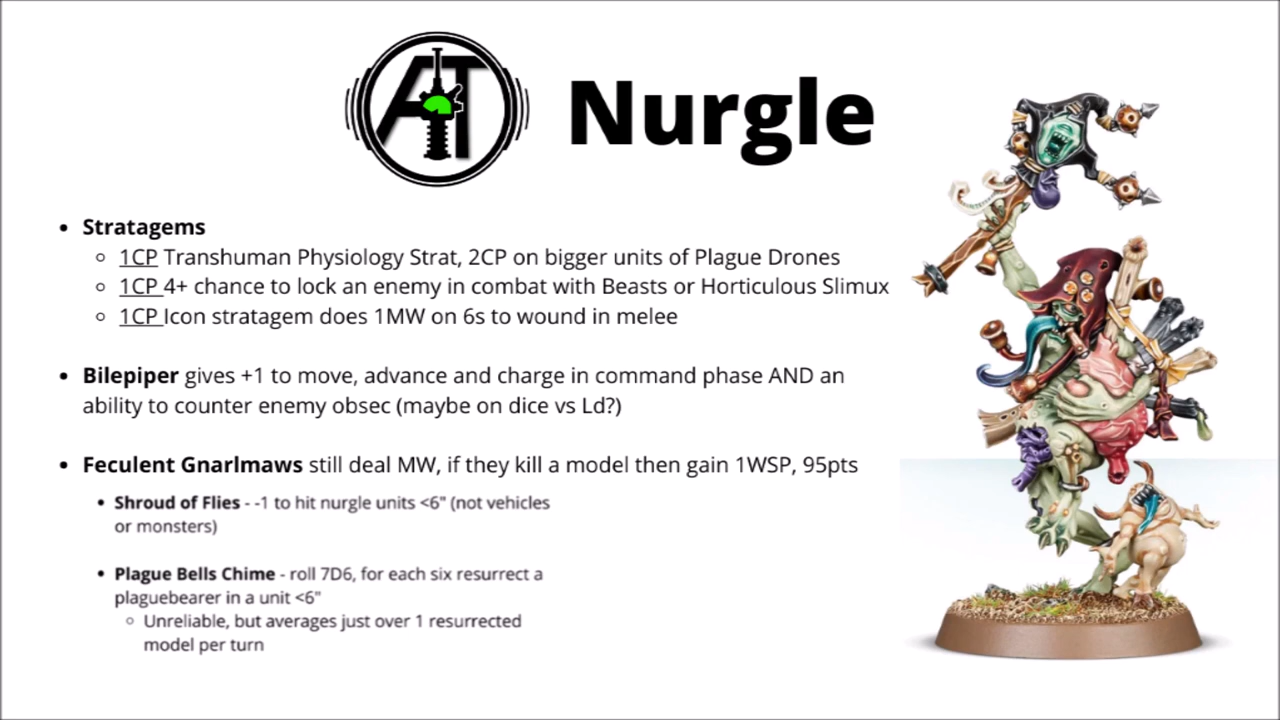 AT
Nurgle
• Stratagems
○ 1CP Transhuman Physiology Strat, 2CP on bigger units of Plague Drones
○ 1CP 4+ chance to lock an enemy in combat with Beasts or Horticulous Slimux
○ 1CP Icon stratagem does 1MW on 6s to wound in melee
• Bilepiper gives +1 to move, advance and charge in command phase AND an
ability to counter enemy obsec (maybe on dice vs Ld?)
• Feculent Gnarlmaws still deal MW, if they kill a model then gain 1WSP, 95pts
• Shroud of Flies - -1 to hit nurgle units <6" (not vehicles
or monsters)
• Plague Bells Chime - roll 7D6, for each six resurrect a
plaguebearer in a unit <6"
○ Unreliable, but averages just over 1 resurrected
model per turn